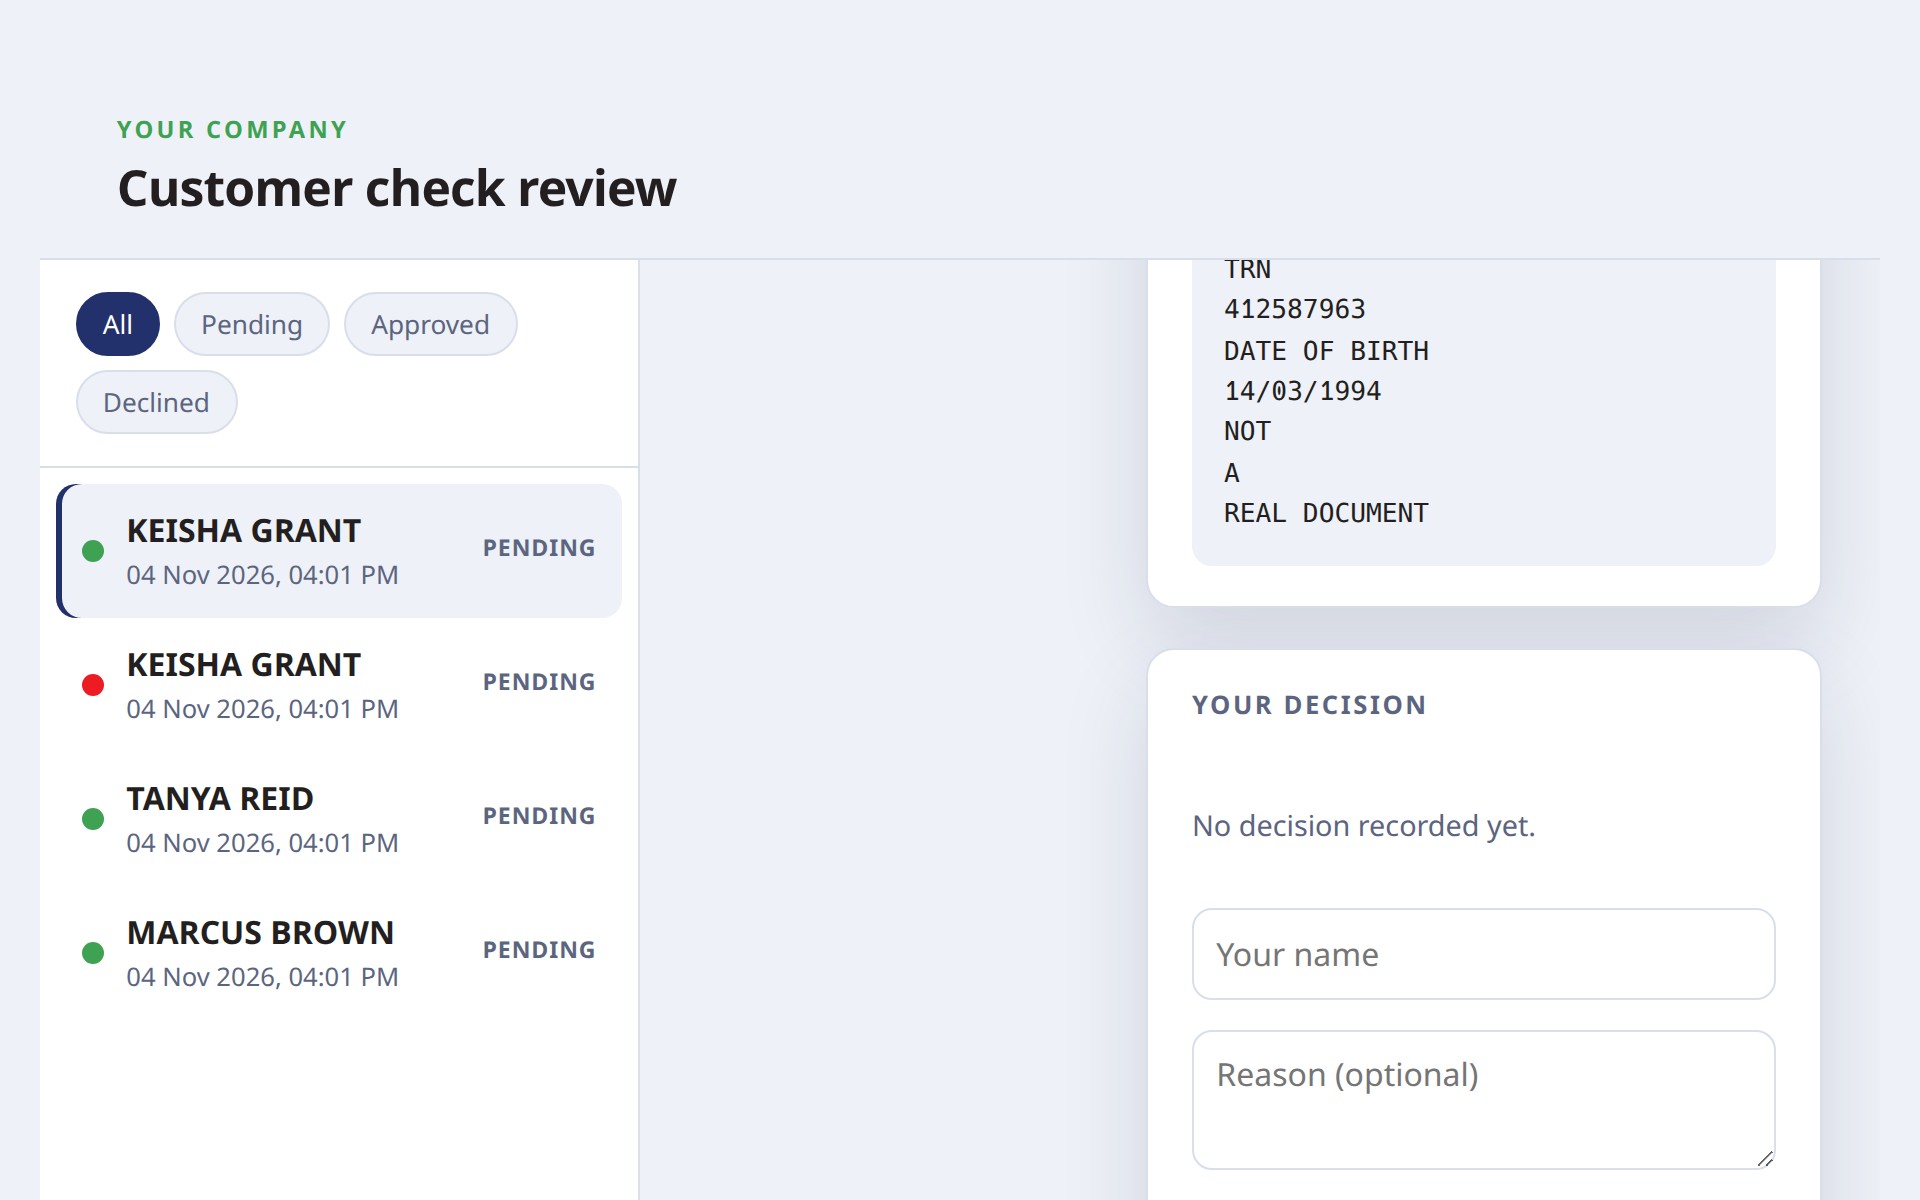 YOUR COMPANY
Customer check review
All
Pending
Approved
Declined
KEISHA GRANT
04 Nov 2026, 04:01 PM
PENDING
KEISHA GRANT
04 Nov 2026, 04:01 PM
PENDING
TANYA REID
04 Nov 2026, 04:01 PM
PENDING
MARCUS BROWN
04 Nov 2026, 04:01 PM
PENDING
TRN
412587963
DATE OF BIRTH
14/03/1994
NOT
A
REAL DOCUMENT
YOUR DECISION
No decision recorded yet.
Your name
Reason (optional)